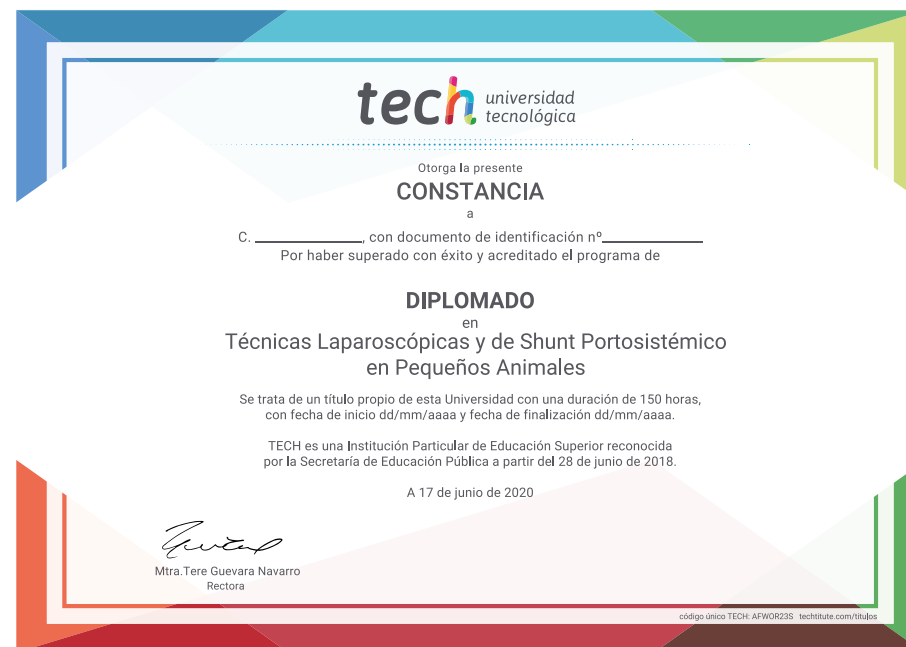 tech universidad
tecnológica
Otorga la presente
CONSTANCIA
a
C. ____________, con documento de identificación nº____________
Por haber superado con éxito y acreditado el programa de
DIPLOMADO
en
Técnicas Laparoscópicas y de Shunt Portosistémico
en Pequeños Animales
Se trata de un título propio de esta Universidad con una duración de 150 horas,
con fecha de inicio dd/mm/aaaa y fecha de finalización dd/mm/aaaa.
TECH es una Institución Particular de Educación Superior reconocida
por la Secretaría de Educación Pública a partir del 28 de junio de 2018.
A 17 de junio de 2020
Mtra.Tere Guevara Navarro
Rectora
código único TECH: AFWOR23S techtitute.com/titulos